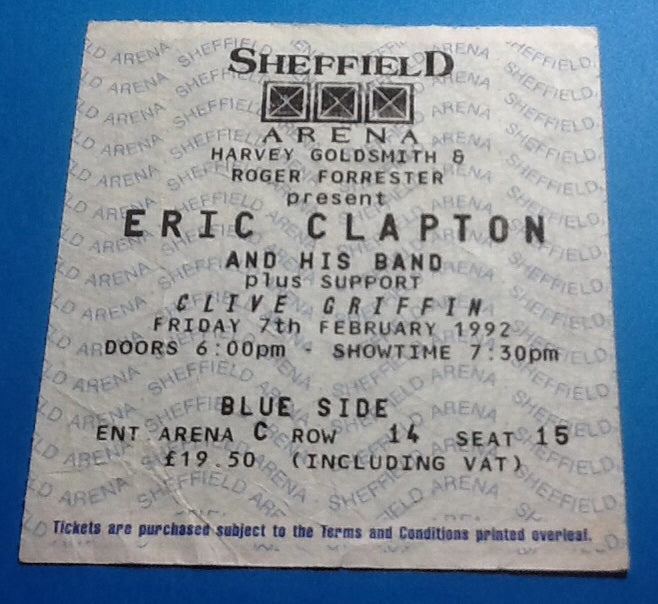 SHEFFIELD
ARENA
HARVEY GOLDSMITH &
ROGER FORRESTER
present
ERIC CLAPTON
AND HIS BAND
plus SUPPORT
CLIVE GRIFFIN
FRIDAY 7th FEBRUARY 1992
DOORS 6:00pm - SHOWTIME 7:30pm
BLUE SIDE
ENT ARENA C ROW 14 SEAT 15
£19.50 (INCLUDING VAT)
Tickets are purchased subject to the Terms and Conditions printed overleaf.